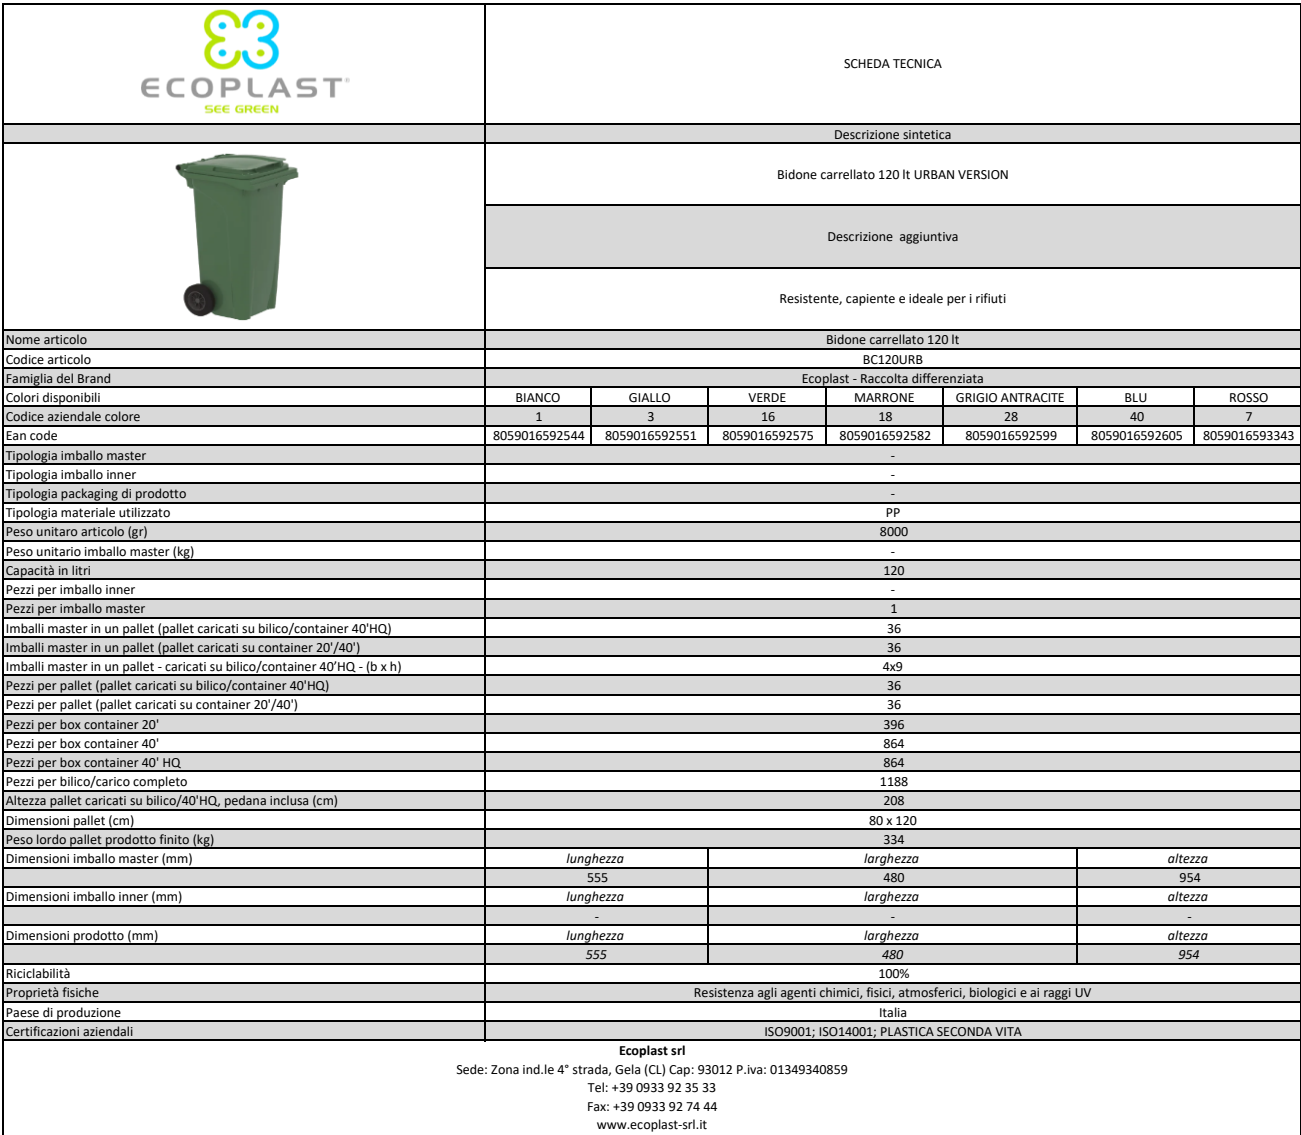 ECOPLAST®
SEE GREEN
SCHEDA TECNICA
Descrizione sintetica
Bidone carrellato 120 lt URBAN VERSION
Descrizione aggiuntiva
Resistente, capiente e ideale per i rifiuti
Nome articolo Bidone carrellato 120 lt
Codice articolo BC120URB
Famiglia del Brand Ecoplast - Raccolta differenziata
Colori disponibili BIANCO GIALLO VERDE MARRONE GRIGIO ANTRACITE BLU ROSSO
Codice aziendale colore 1 3 16 18 28 40 7
Ean code 8059016592544 8059016592551 8059016592575 8059016592582 8059016592599 8059016592605 8059016593343
Tipologia imballo master -
Tipologia imballo inner -
Tipologia packaging di prodotto -
Tipologia materiale utilizzato PP
Peso unitaro articolo (gr) 8000
Peso unitario imballo master (kg) -
Capacità in litri 120
Pezzi per imballo inner -
Pezzi per imballo master 1
Imballi master in un pallet (pallet caricati su bilico/container 40'HQ) 36
Imballi master in un pallet (pallet caricati su container 20'/40') 36
Imballi master in un pallet - caricati su bilico/container 40’HQ - (b x h) 4x9
Pezzi per pallet (pallet caricati su bilico/container 40'HQ) 36
Pezzi per pallet (pallet caricati su container 20'/40') 36
Pezzi per box container 20' 396
Pezzi per box container 40' 864
Pezzi per box container 40' HQ 864
Pezzi per bilico/carico completo 1188
Altezza pallet caricati su bilico/40'HQ, pedana inclusa (cm) 208
Dimensioni pallet (cm) 80 x 120
Peso lordo pallet prodotto finito (kg) 334
Dimensioni imballo master (mm) lunghezza larghezza altezza
555 480 954
Dimensioni imballo inner (mm) lunghezza larghezza altezza
- - -
Dimensioni prodotto (mm) lunghezza larghezza altezza
555 480 954
Riciclabilità 100%
Proprietà fisiche Resistenza agli agenti chimici, fisici, atmosferici, biologici e ai raggi UV
Paese di produzione Italia
Certificazioni aziendali ISO9001; ISO14001; PLASTICA SECONDA VITA
Ecoplast srl
Sede: Zona ind.le 4° strada, Gela (CL) Cap: 93012 P.iva: 01349340859
Tel: +39 0933 92 35 33
Fax: +39 0933 92 74 44
www.ecoplast-srl.it